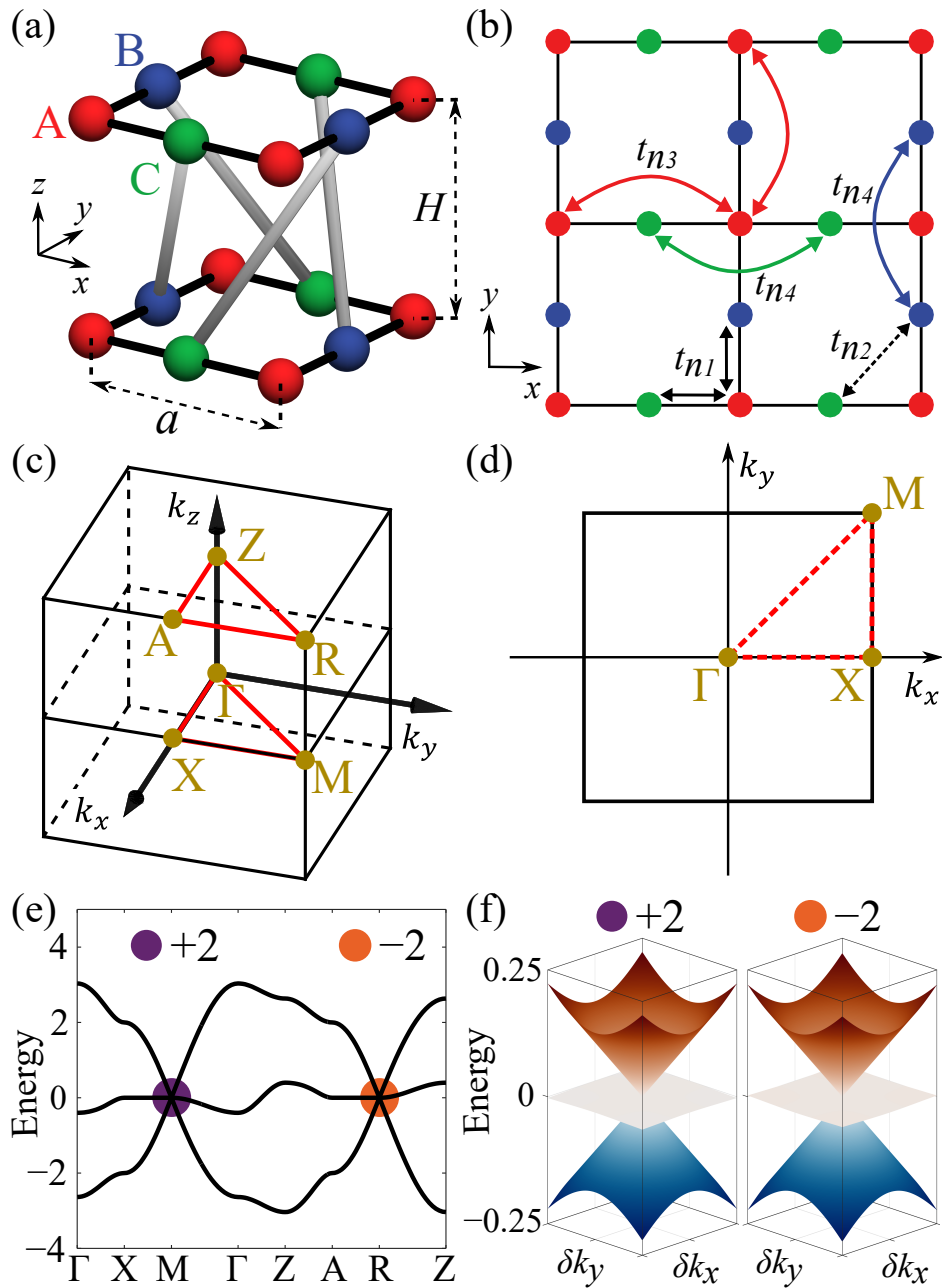 (a)
B
A
C
z
y
x
H
a
(b)
t_{n3}
t_{n4}
t_{n4}
t_{n1}
t_{n2}
y
x
(c)
k_z
Z
A
R
Γ
k_y
X
M
k_x
(d)
k_y
M
Γ
X
k_x
(e)
+2
−2
Energy
4
2
0
−2
−4
Γ X M Γ Z A R Z
(f)
+2
−2
Energy
0.25
0
−0.25
δk_y
δk_x
δk_y
δk_x